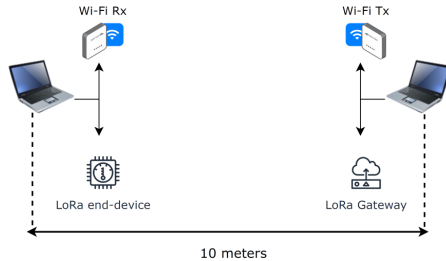 Wi-Fi Rx
Wi-Fi Tx
LoRa end-device
LoRa Gateway
10 meters